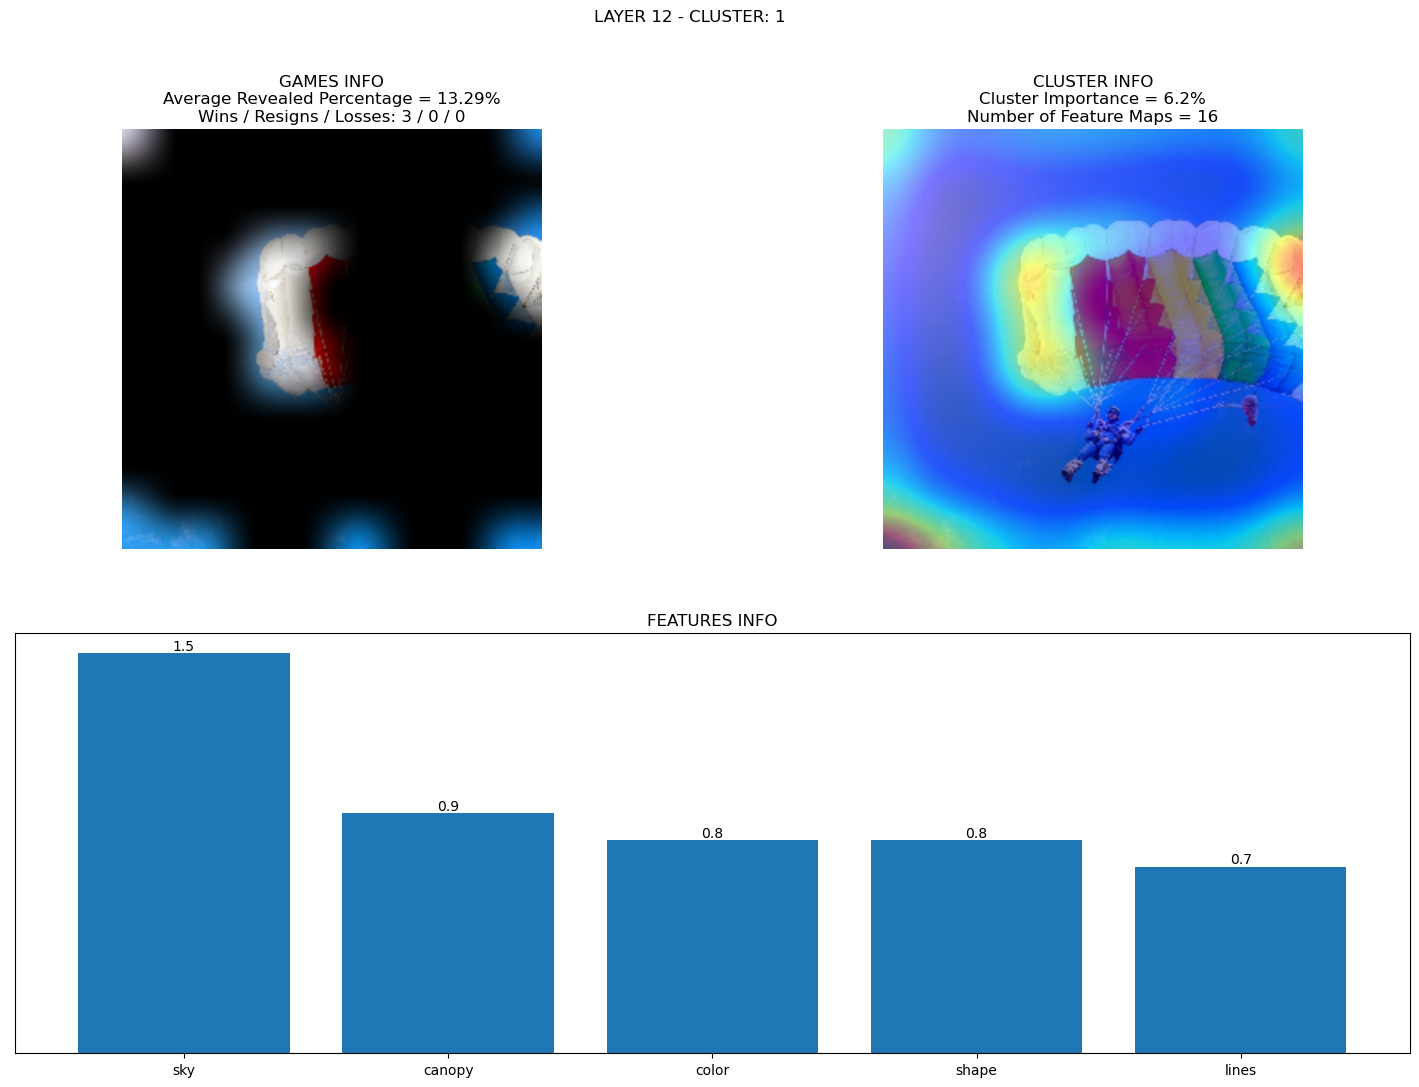 LAYER 12 - CLUSTER: 1
GAMES INFO
Average Revealed Percentage = 13.29%
Wins / Resigns / Losses: 3 / 0 / 0
CLUSTER INFO
Cluster Importance = 6.2%
Number of Feature Maps = 16
FEATURES INFO
1.5
0.9
0.8
0.8
0.7
sky
canopy
color
shape
lines